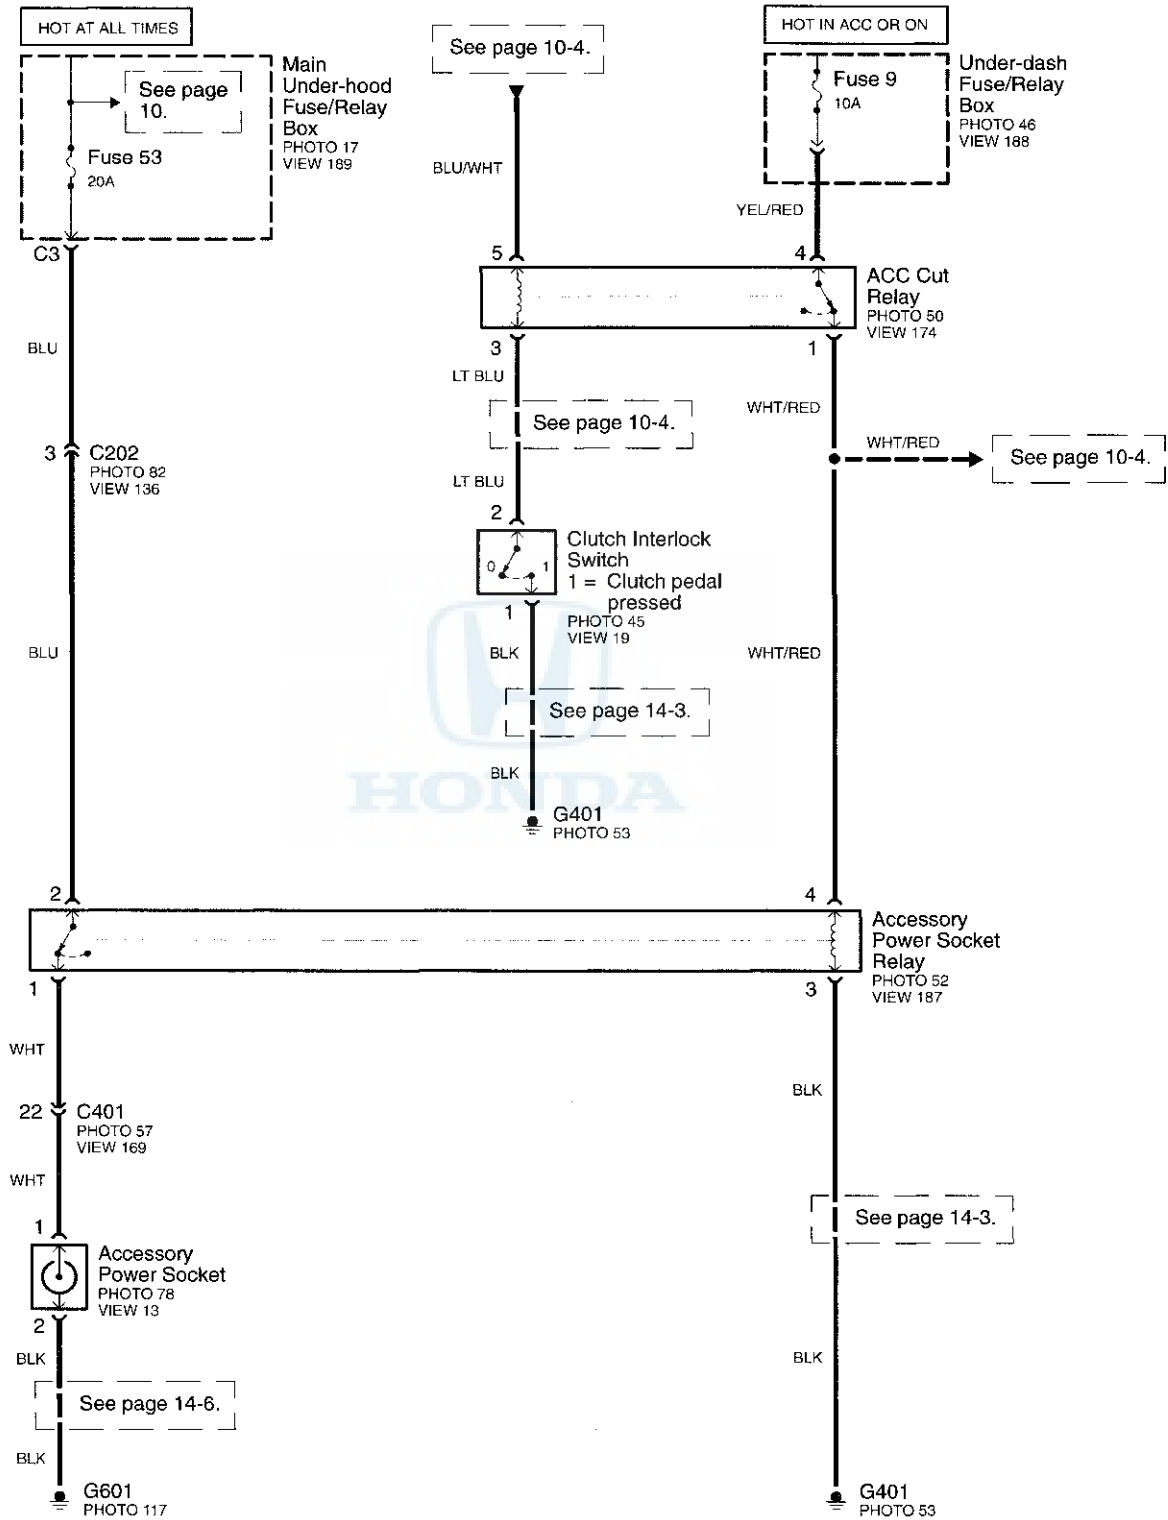 HOT AT ALL TIMES
See page 10-4.
HOT IN ACC OR ON
See page
10.
Fuse 53
20A
Main
Under-hood
Fuse/Relay
Box
PHOTO 17
VIEW 189
Fuse 9
10A
Under-dash
Fuse/Relay
Box
PHOTO 46
VIEW 188
BLU/WHT
YEL/RED
C3
5
4
ACC Cut
Relay
PHOTO 50
VIEW 174
BLU
3
1
LT BLU
See page 10-4.
WHT/RED
WHT/RED
See page 10-4.
3
C202
PHOTO 82
VIEW 136
LT BLU
2
0
1
Clutch Interlock
Switch
1 = Clutch pedal
pressed
PHOTO 45
VIEW 19
1
BLU
BLK
WHT/RED
See page 14-3.
BLK
HONDA
G401
PHOTO 53
2
4
Accessory
Power Socket
Relay
PHOTO 52
VIEW 187
1
3
WHT
BLK
22
C401
PHOTO 57
VIEW 169
WHT
See page 14-3.
1
Accessory
Power Socket
PHOTO 78
VIEW 13
2
BLK
BLK
See page 14-6.
BLK
G601
PHOTO 117
G401
PHOTO 53